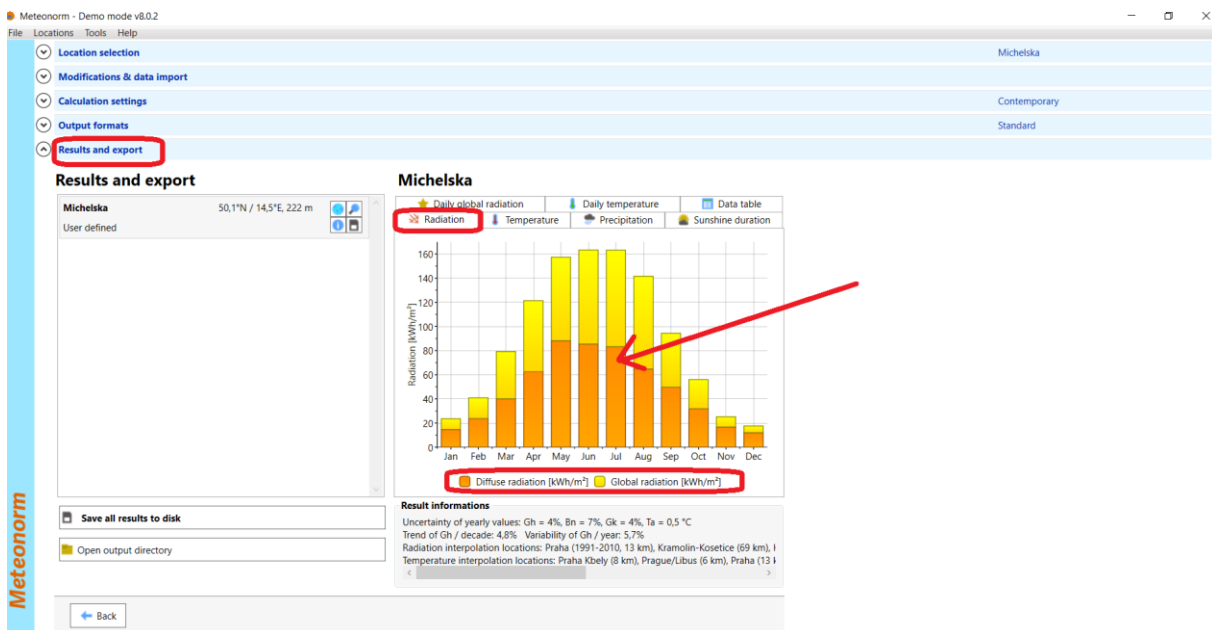 Meteonorm - Demo mode v8.0.2
File Locations Tools Help
Location selection Michelska
Modifications & data import
Calculation settings Contemporary
Output formats Standard
Results and export
Results and export
Michelska 50,1°N / 14,5°E, 222 m
User defined
Save all results to disk
Open output directory
Back
Meteonorm
Michelska
Daily global radiation Daily temperature Data table
Radiation Temperature Precipitation Sunshine duration
Radiation [kWh/m²]
160
140
120
100
80
60
40
20
0
Jan Feb Mar Apr May Jun Jul Aug Sep Oct Nov Dec
Diffuse radiation [kWh/m²] Global radiation [kWh/m²]
Result informations
Uncertainty of yearly values: Gh = 4%, Bn = 7%, Gk = 4%, Ta = 0,5 °C
Trend of Gh / decade: 4,8% Variability of Gh / year: 5,7%
Radiation interpolation locations: Praha (1991-2010, 13 km), Kramolin-Kosetice (69 km),
Temperature interpolation locations: Praha Kbely (8 km), Prague/Libus (6 km), Praha (13